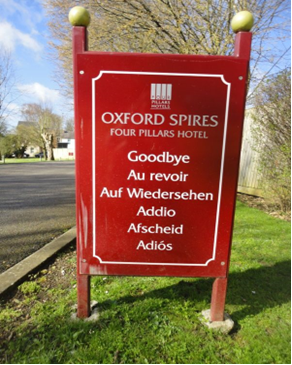 PILLARS
HOTELS
OXFORD SPIRES
FOUR PILLARS HOTEL
Goodbye
Au revoir
Auf Wiedersehen
Addio
Afscheid
Adiós